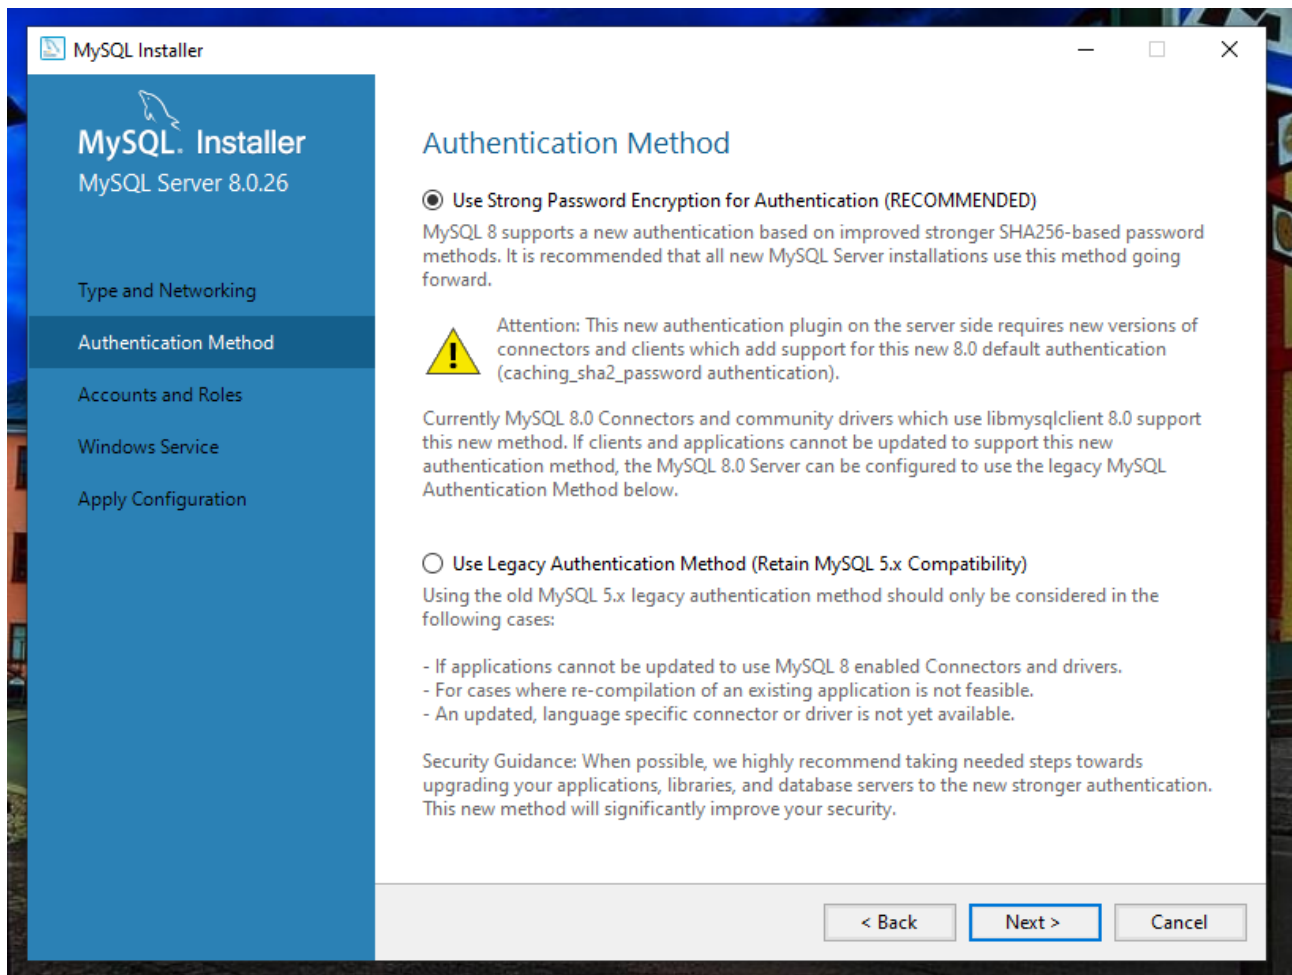 MySQL Installer
MySQL. Installer
MySQL Server 8.0.26
Type and Networking
Authentication Method
Accounts and Roles
Windows Service
Apply Configuration
Authentication Method
Use Strong Password Encryption for Authentication (RECOMMENDED)
MySQL 8 supports a new authentication based on improved stronger SHA256-based password
methods. It is recommended that all new MySQL Server installations use this method going
forward.
Attention: This new authentication plugin on the server side requires new versions of
connectors and clients which add support for this new 8.0 default authentication
(caching_sha2_password authentication).
Currently MySQL 8.0 Connectors and community drivers which use libmysqlclient 8.0 support
this new method. If clients and applications cannot be updated to support this new
authentication method, the MySQL 8.0 Server can be configured to use the legacy MySQL
Authentication Method below.
Use Legacy Authentication Method (Retain MySQL 5.x Compatibility)
Using the old MySQL 5.x legacy authentication method should only be considered in the
following cases:
- If applications cannot be updated to use MySQL 8 enabled Connectors and drivers.
- For cases where re-compilation of an existing application is not feasible.
- An updated, language specific connector or driver is not yet available.
Security Guidance: When possible, we highly recommend taking needed steps towards
upgrading your applications, libraries, and database servers to the new stronger authentication.
This new method will significantly improve your security.
< Back
Next >
Cancel